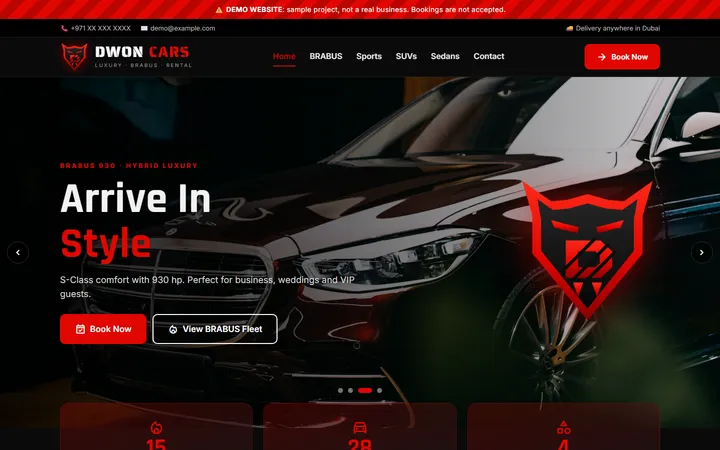 ⚠️ DEMO WEBSITE: sample project, not a real business. Bookings are not accepted.
+971 XX XXX XXXX demo@example.com Delivery anywhere in Dubai
DWON CARS
LUXURY · BRABUS · RENTAL
Home BRABUS Sports SUVs Sedans Contact
Book Now
BRABUS 930 · HYBRID LUXURY
Arrive In
Style
S-Class comfort with 930 hp. Perfect for business, weddings and VIP
guests.
Book Now View BRABUS Fleet
15 28 4